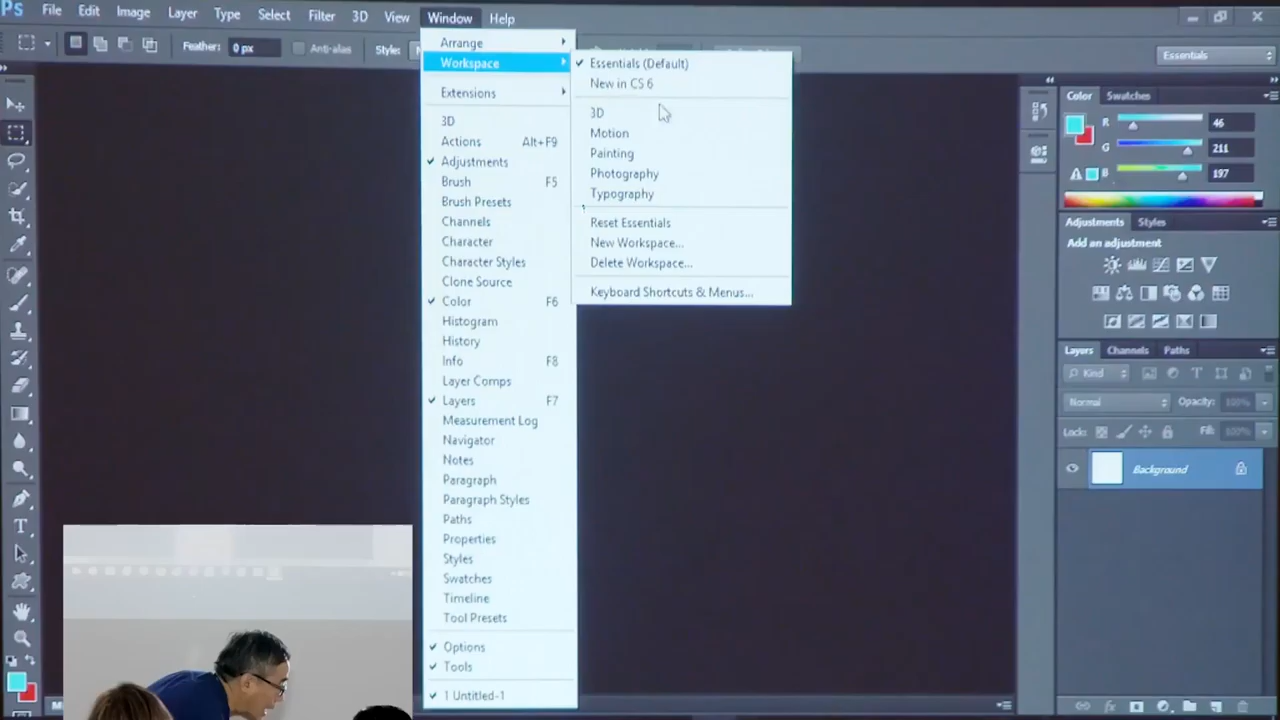 Ps File Edit Image Layer Type Select Filter 3D View Window Help
Feather: 0 px Anti-alias Style: Essentials
Arrange
Workspace
Extensions
3D
Actions Alt+F9
Adjustments
Brush F5
Brush Presets
Channels
Character
Character Styles
Clone Source
Color F6
Histogram
History
Info F8
Layer Comps
Layers F7
Measurement Log
Navigator
Notes
Paragraph
Paragraph Styles
Paths
Properties
Styles
Swatches
Timeline
Tool Presets
Options
Tools
1 Untitled-1
Essentials (Default)
New in CS 6
3D
Motion
Painting
Photography
Typography
Reset Essentials
New Workspace...
Delete Workspace...
Keyboard Shortcuts & Menus...
Color Swatches
R 46
G 211
B 197
Adjustments Styles
Add an adjustment
Layers Channels Paths
Kind
Normal Opacity: 100%
Lock: Fill: 100%
Background